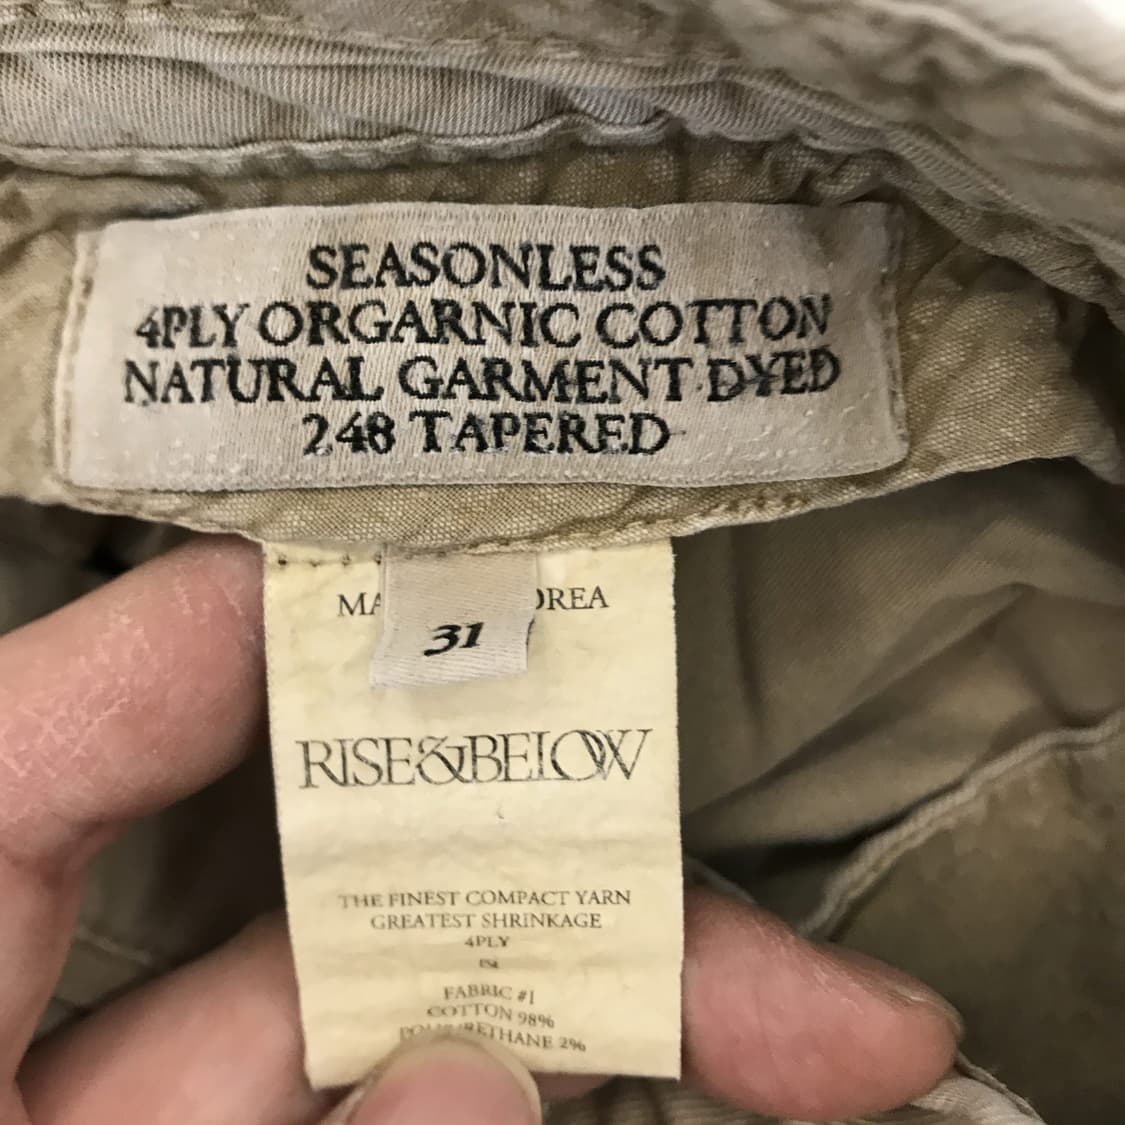 SEASONLESS
4PLY ORGARNIC COTTON
NATURAL GARMENT DYED
248 TAPERED
31
RISE&BELOW
THE FINEST COMPACT YARN
GREATEST SHRINKAGE
4PLY
FABRIC #1
COTTON 98%
2%